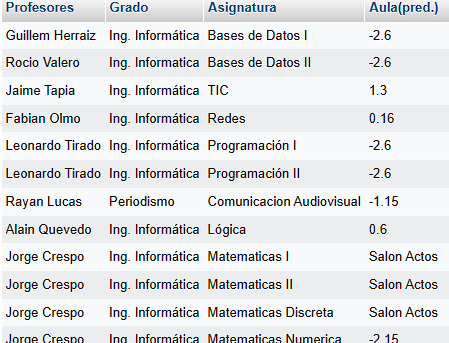 Profesores Grado Asignatura Aula(pred.)
Guillem Herraiz Ing. Informática Bases de Datos I -2.6
Rocio Valero Ing. Informática Bases de Datos II -2.6
Jaime Tapia Ing. Informática TIC 1.3
Fabian Olmo Ing. Informática Redes 0.16
Leonardo Tirado Ing. Informática Programación I -2.6
Leonardo Tirado Ing. Informática Programación II -2.6
Rayan Lucas Periodismo Comunicacion Audiovisual -1.15
Alain Quevedo Ing. Informática Lógica 0.6
Jorge Crespo Ing. Informática Matematicas I Salon Actos
Jorge Crespo Ing. Informática Matematicas II Salon Actos
Jorge Crespo Ing. Informática Matematicas Discreta Salon Actos
Jorge Crespo Ing. Informática Matematicas Numerica -2.15